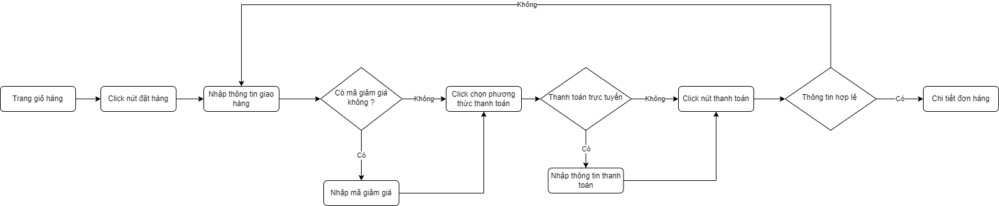 Không
Trang giỏ hàng
Click nút đặt hàng
Nhập thông tin giao
hàng
Có mã giảm giá
không ?
Không
Click chọn phương
thức thanh toán
Thanh toán trực tuyến
Không
Click nút thanh toán
Thông tin hợp lệ
Có
Chi tiết đơn hàng
Có
Nhập mã giảm giá
Có
Nhập thông tin thanh
toán